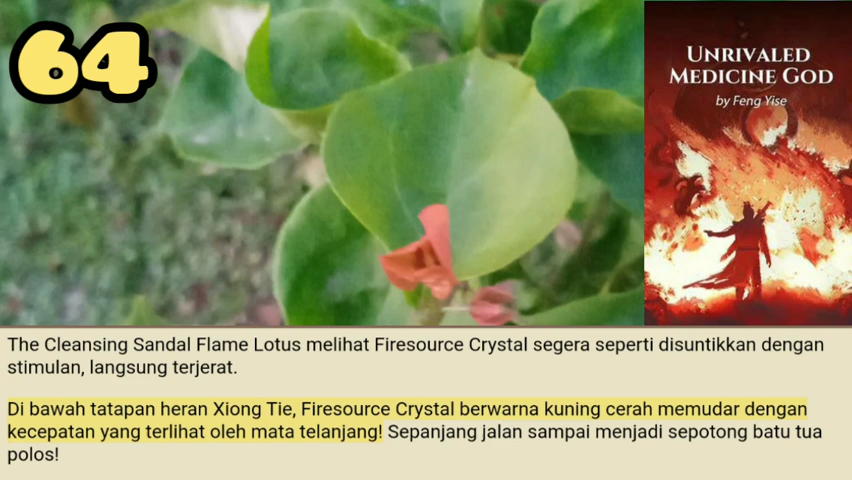 64
UNRIVALED
MEDICINE GOD
by Feng Yise
The Cleansing Sandal Flame Lotus melihat Firesource Crystal segera seperti disuntikkan dengan
stimulan, langsung terjerat.
Di bawah tatapan heran Xiong Tie, Firesource Crystal berwarna kuning cerah memudar dengan
kecepatan yang terlihat oleh mata telanjang! Sepanjang jalan sampai menjadi sepotong batu tua
polos!